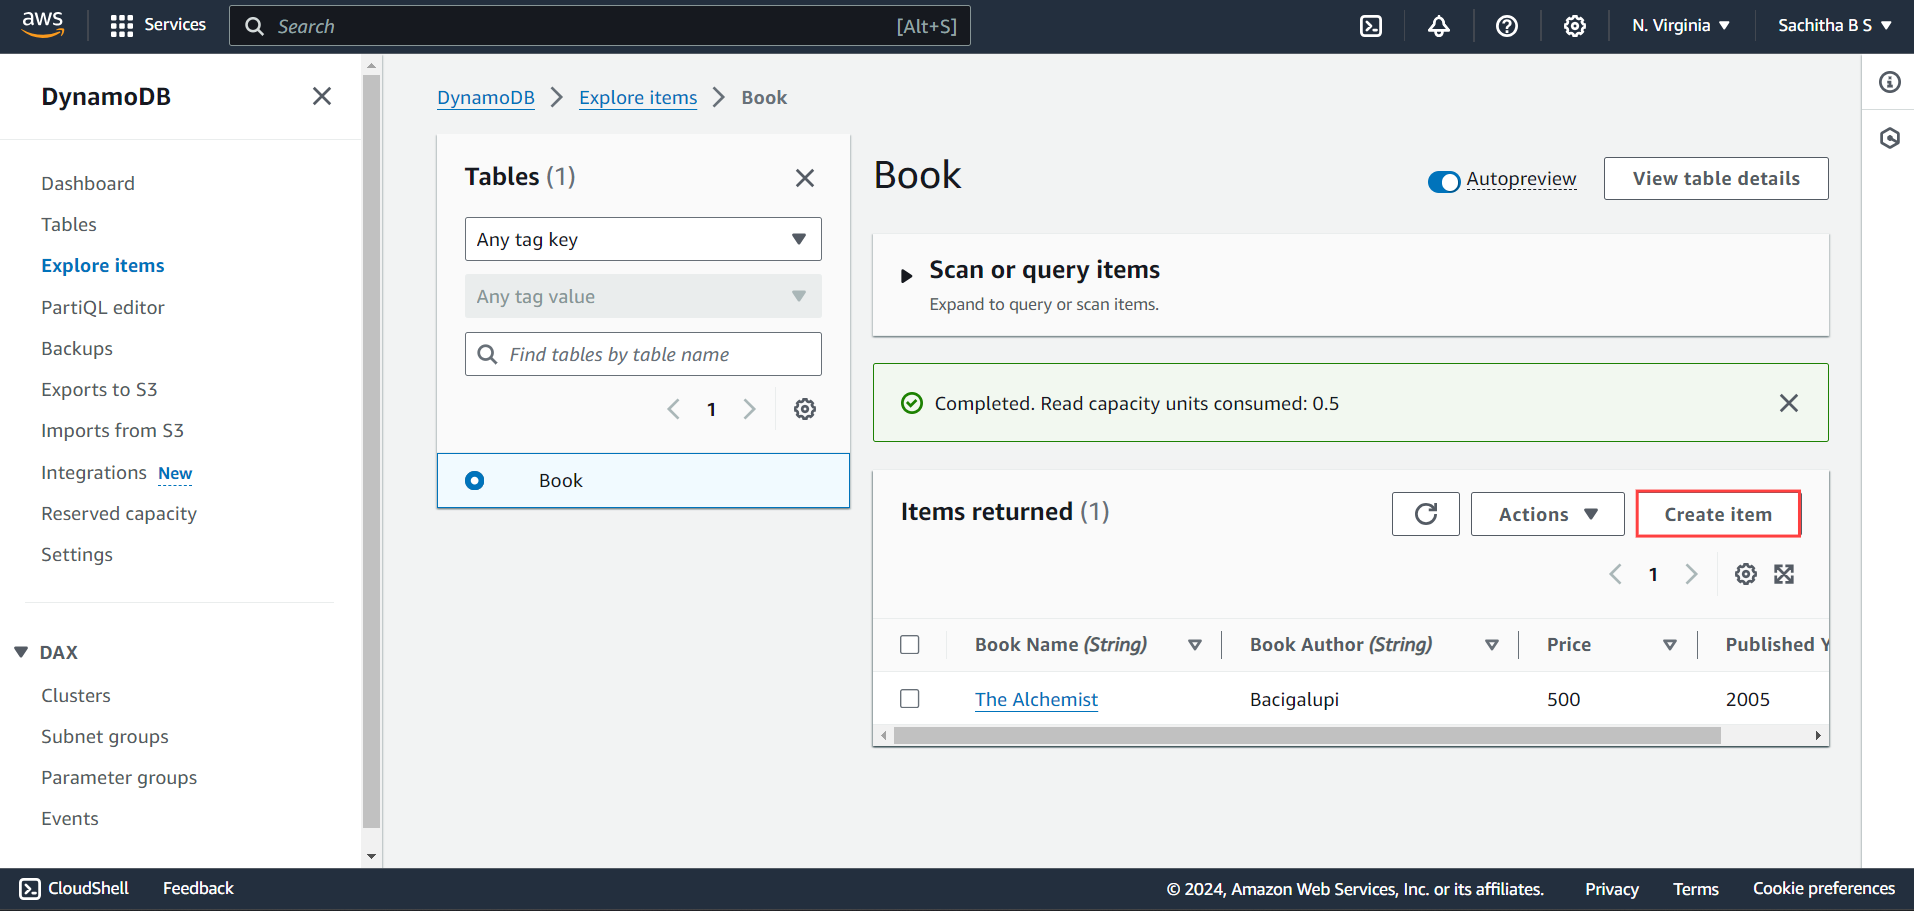 aws
Services
Search [Alt+S]
N. Virginia
Sachitha B S
DynamoDB
Dashboard
Tables
Explore items
PartiQL editor
Backups
Exports to S3
Imports from S3
Integrations New
Reserved capacity
Settings
DAX
Clusters
Subnet groups
Parameter groups
Events
DynamoDB Explore items Book
Tables (1)
Any tag key
Any tag value
Find tables by table name
1
Book
Book
Autopreview
View table details
Scan or query items
Expand to query or scan items.
Completed. Read capacity units consumed: 0.5
Items returned (1)
Actions
Create item
1
Book Name (String) Book Author (String) Price Published Y
The Alchemist Bacigalupi 500 2005
CloudShell Feedback © 2024, Amazon Web Services, Inc. or its affiliates. Privacy Terms Cookie preferences